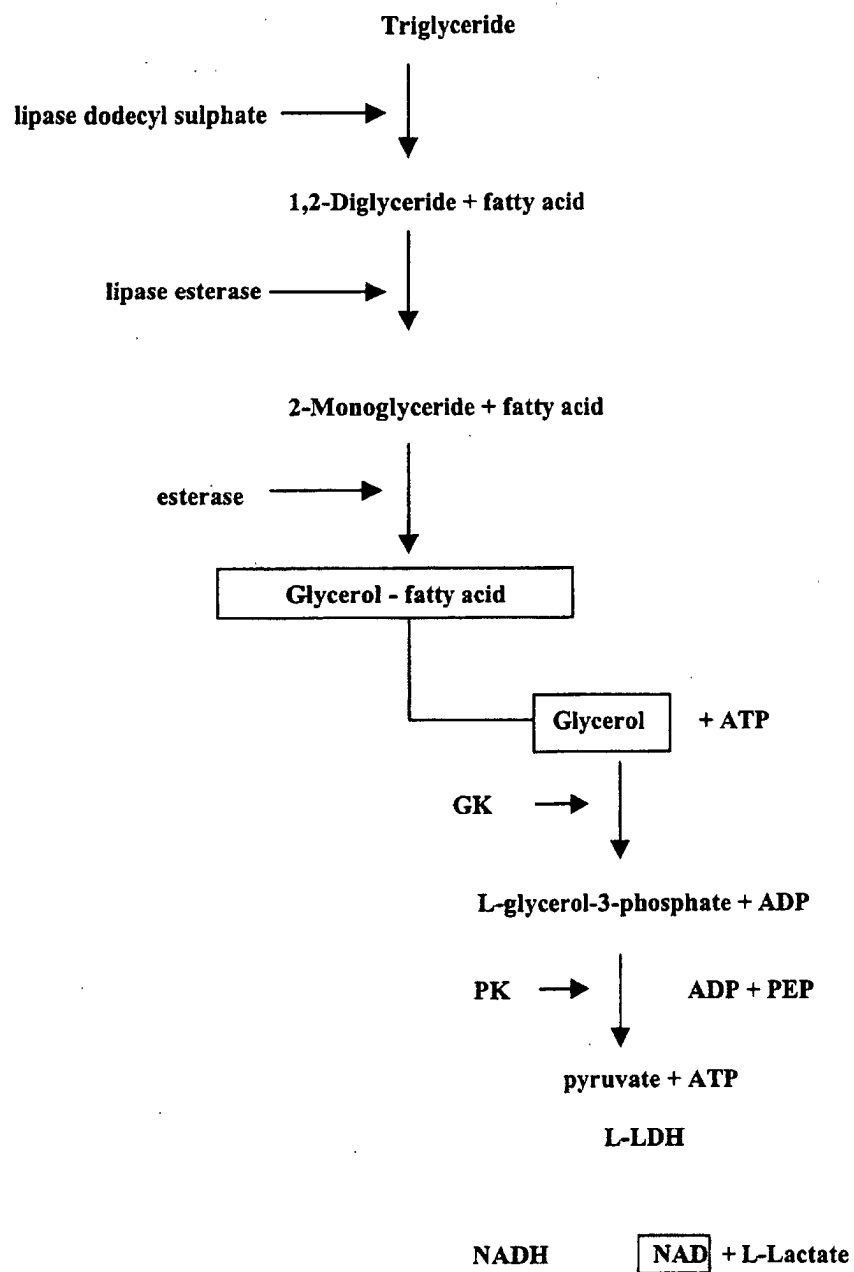 Triglyceride
lipase dodecyl sulphate
1,2-Diglyceride + fatty acid
lipase esterase
2-Monoglyceride + fatty acid
esterase
Glycerol - fatty acid
Glycerol + ATP
GK
L-glycerol-3-phosphate + ADP
PK ADP + PEP
pyruvate + ATP
L-LDH
NADH NAD + L-Lactate